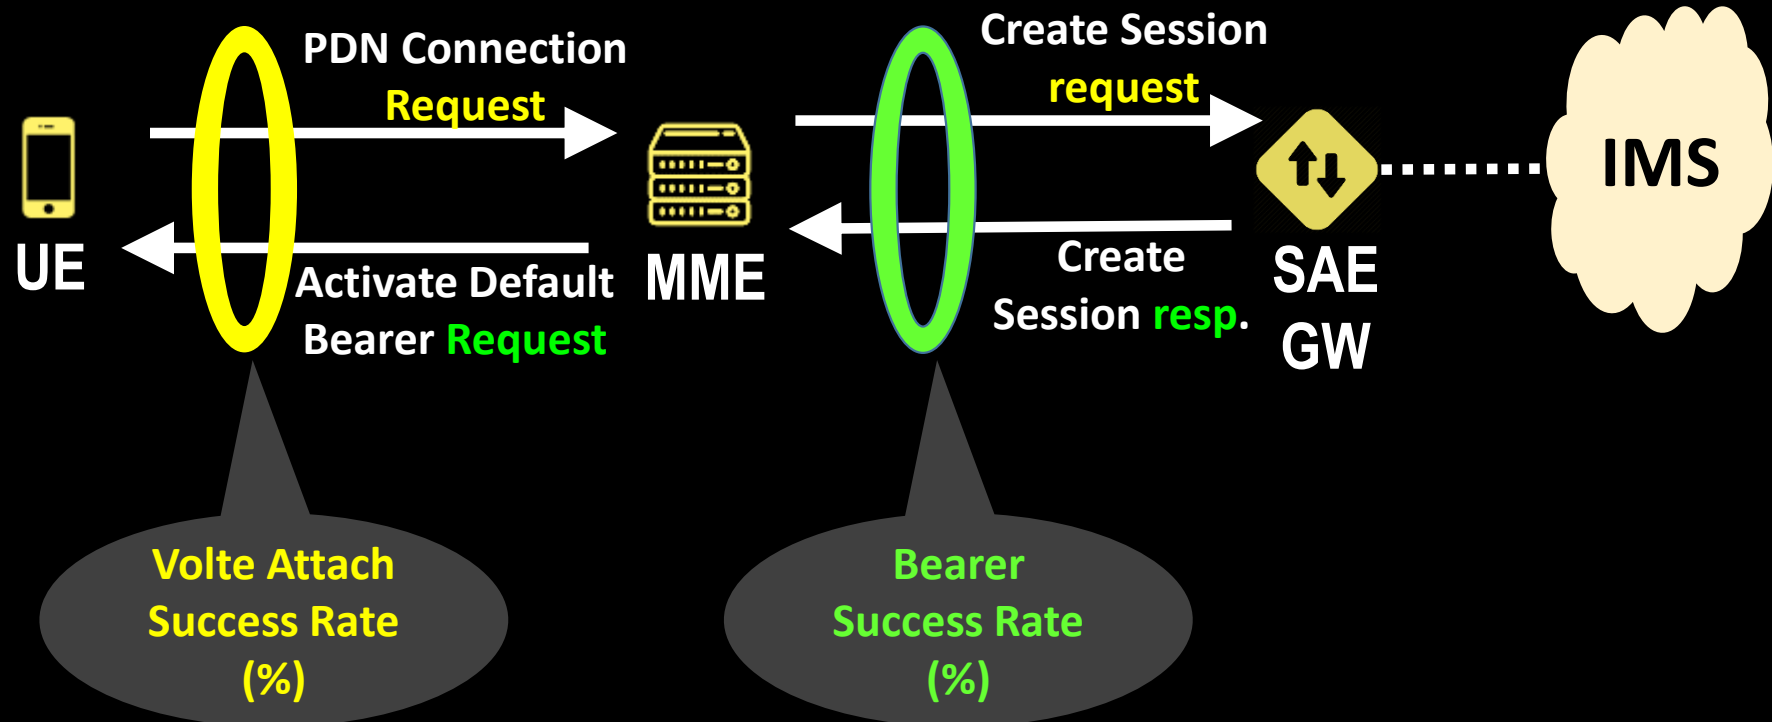 PDN Connection
Request
Create Session
request
IMS
UE
Activate Default
Bearer Request
MME
Create
Session resp.
SAE
GW
Volte Attach
Success Rate
(%)
Bearer
Success Rate
(%)